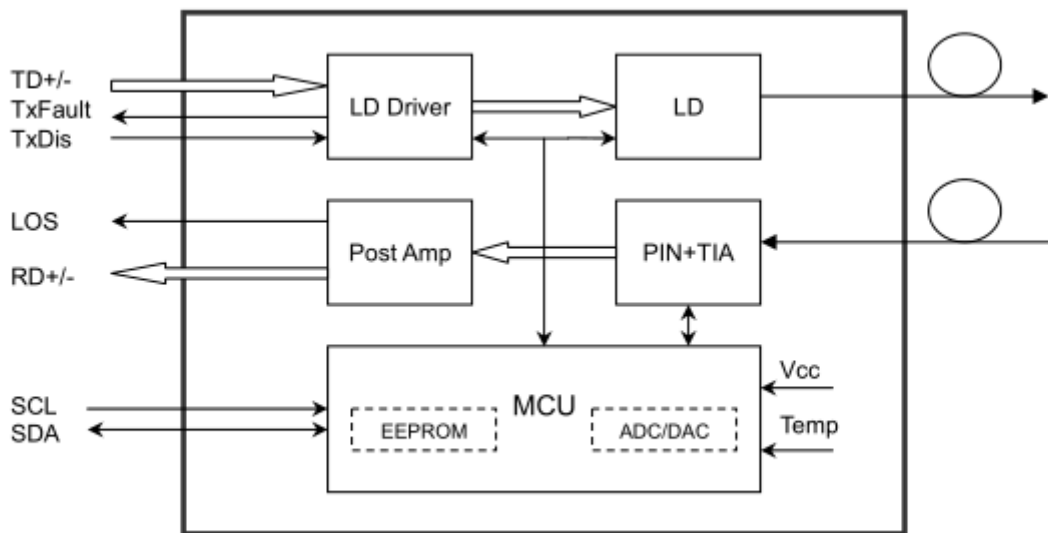 TD+/-
TxFault
TxDis
LD Driver
LD
LOS
RD+/-
Post Amp
PIN+TIA
SCL
SDA
MCU
EEPROM
ADC/DAC
Vcc
Temp